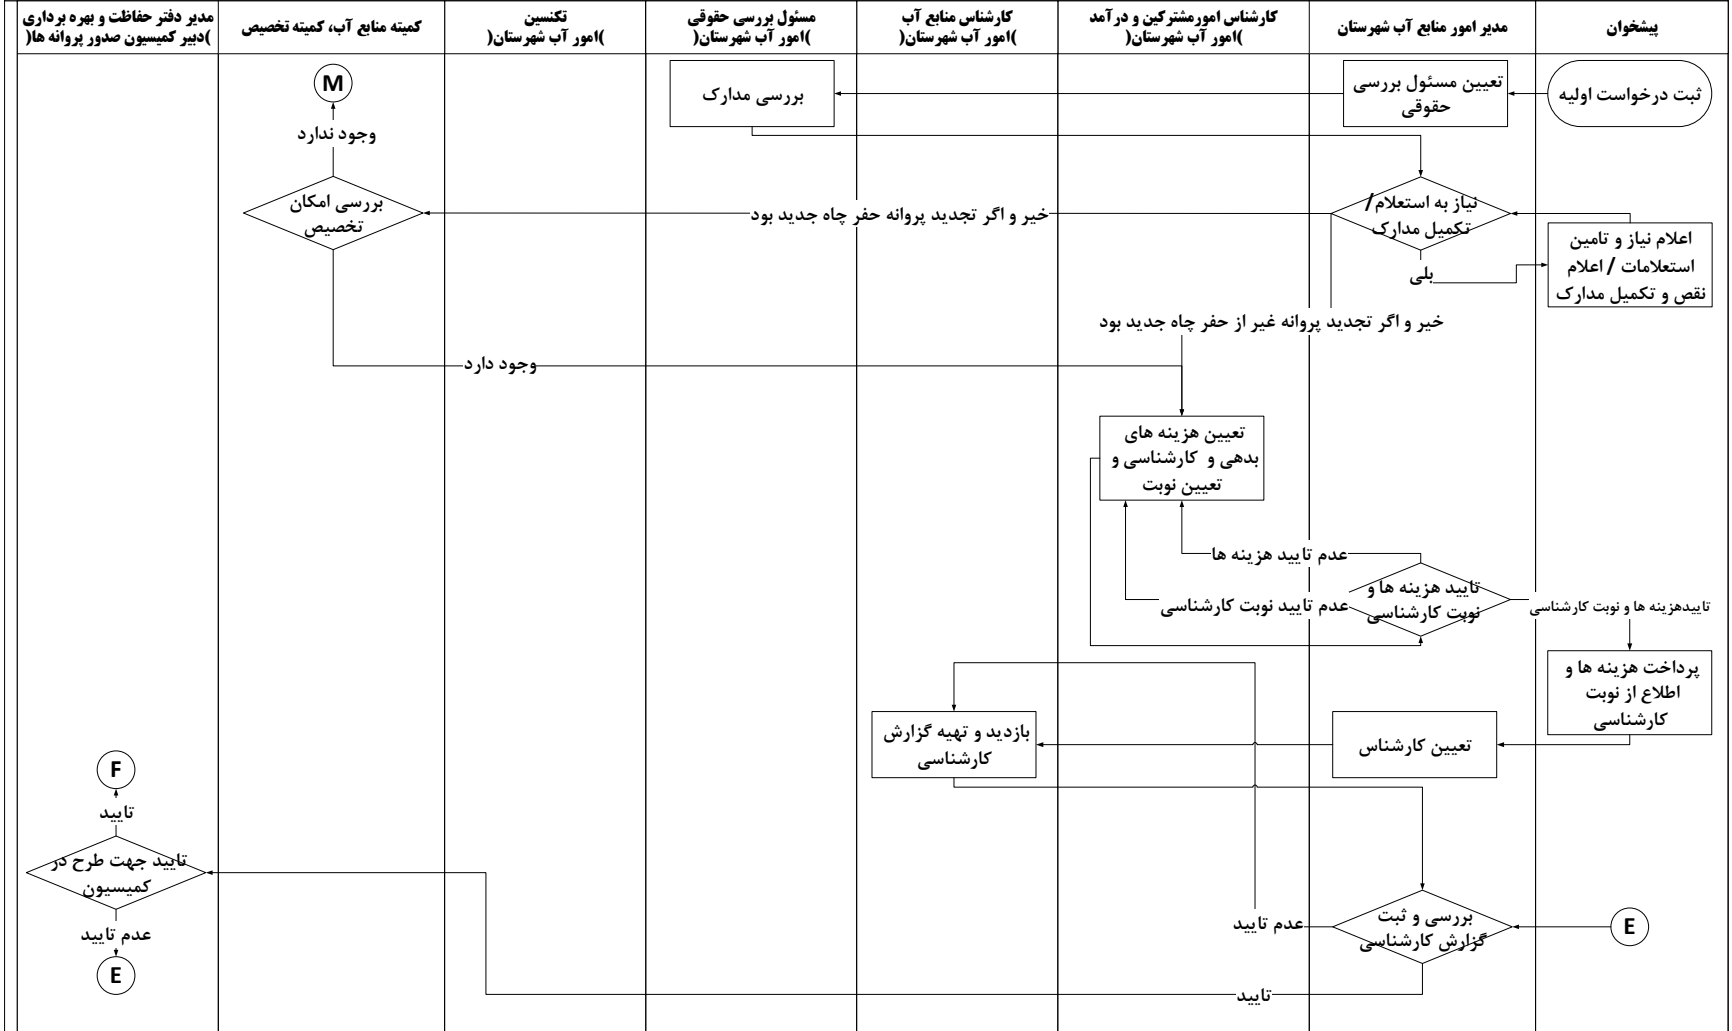 پیشخوان
مدیر امور منابع آب شهرستان
کارشناس امورمشترکین و درآمد
)امور آب شهرستان(
کارشناس منابع آب
)امور آب شهرستان(
مسئول بررسی حقوقی
)امور آب شهرستان(
تکنسین
)امور آب شهرستان(
کمیته منابع آب، کمیته تخصیص
مدیر دفتر حفاظت و بهره برداری
)دبیر کمیسیون صدور پروانه ها(
ثبت درخواست اولیه
تعیین مسئول بررسی
حقوقی
بررسی مدارک
M
وجود ندارد
نیاز به استعلام/
تکمیل مدارک
خیر و اگر تجدید پروانه حفر چاه جدید بود
بررسی امکان
تخصیص
اعلام نیاز و تامین
استعلامات / اعلام
نقص و تکمیل مدارک
بلی
خیر و اگر تجدید پروانه غیر از حفر چاه جدید بود
وجود دارد
تعیین هزینه های
بدهی و کارشناسی و
تعیین نوبت
عدم تایید هزینه ها
تایید هزینه ها و
نوبت کارشناسی
عدم تایید نوبت کارشناسی
تاییدهزینه ها و نوبت کارشناسی
پرداخت هزینه ها و
اطلاع از نوبت
کارشناسی
تعیین کارشناس
بازدید و تهیه گزارش
کارشناسی
F
تایید
تایید جهت طرح در
کمیسیون
عدم تایید
E
E
بررسی و ثبت
گزارش کارشناسی
عدم تایید
تایید